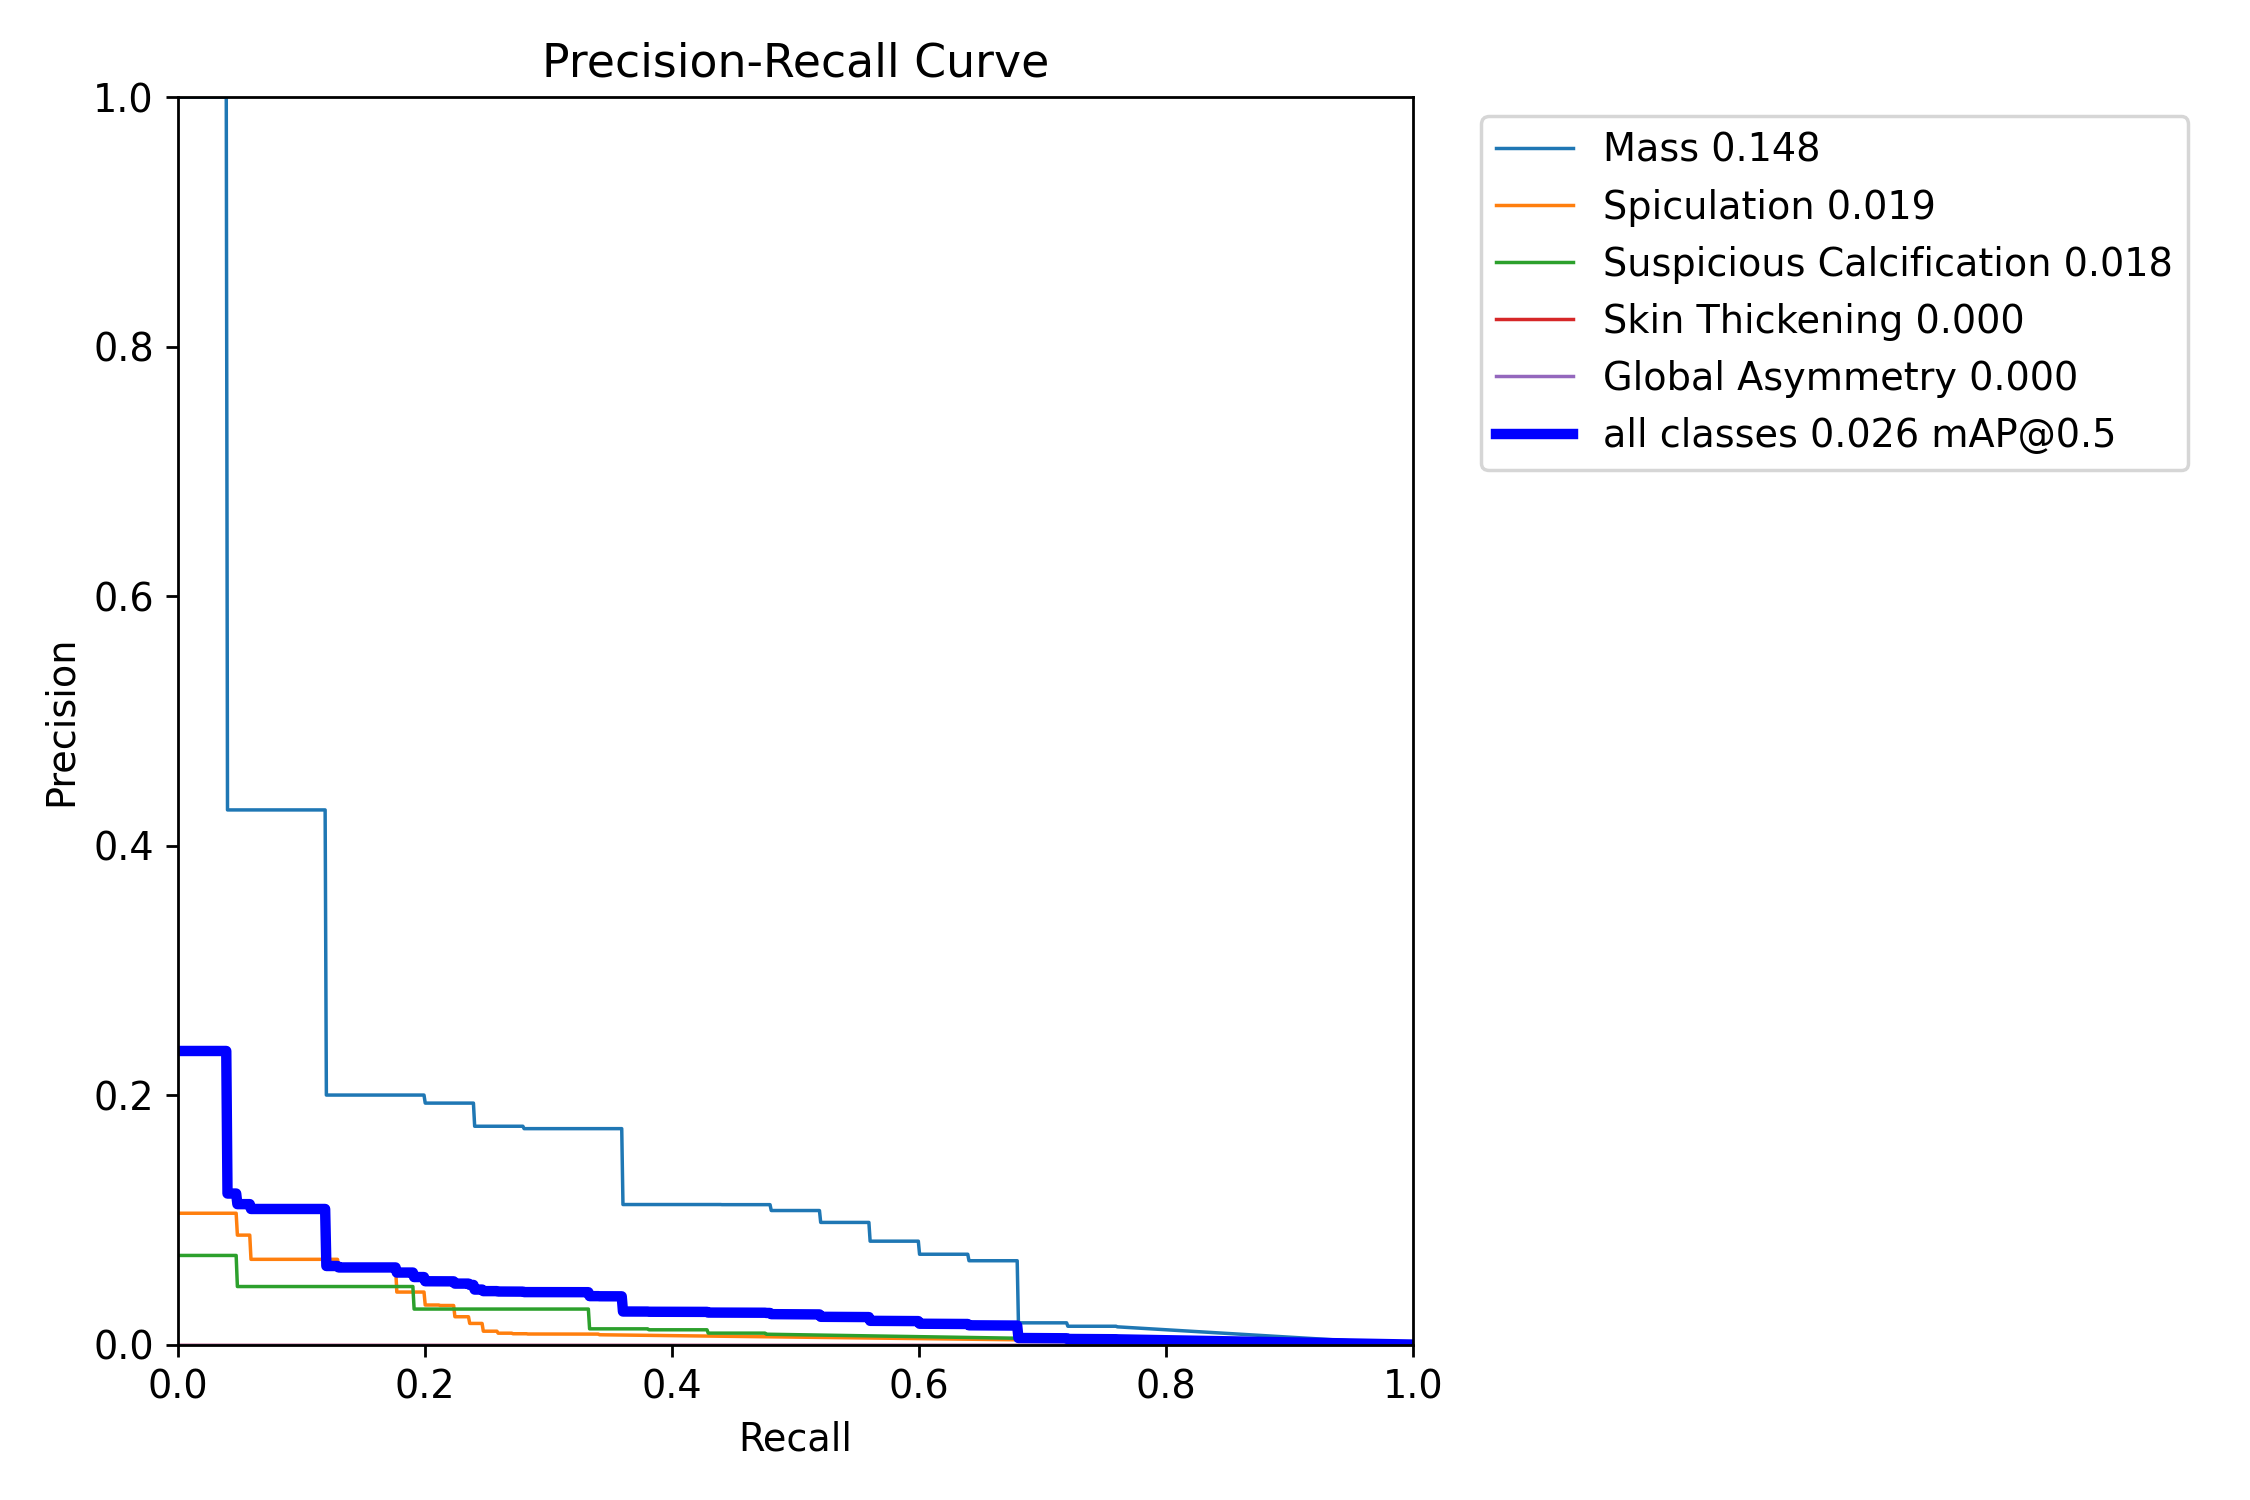 Precision-Recall Curve
1.0
0.8
0.6
0.4
0.2
0.0
Precision
0.0 0.2 0.4 0.6 0.8 1.0
Recall
Mass 0.148
Spiculation 0.019
Suspicious Calcification 0.018
Skin Thickening 0.000
Global Asymmetry 0.000
all classes 0.026 mAP@0.5